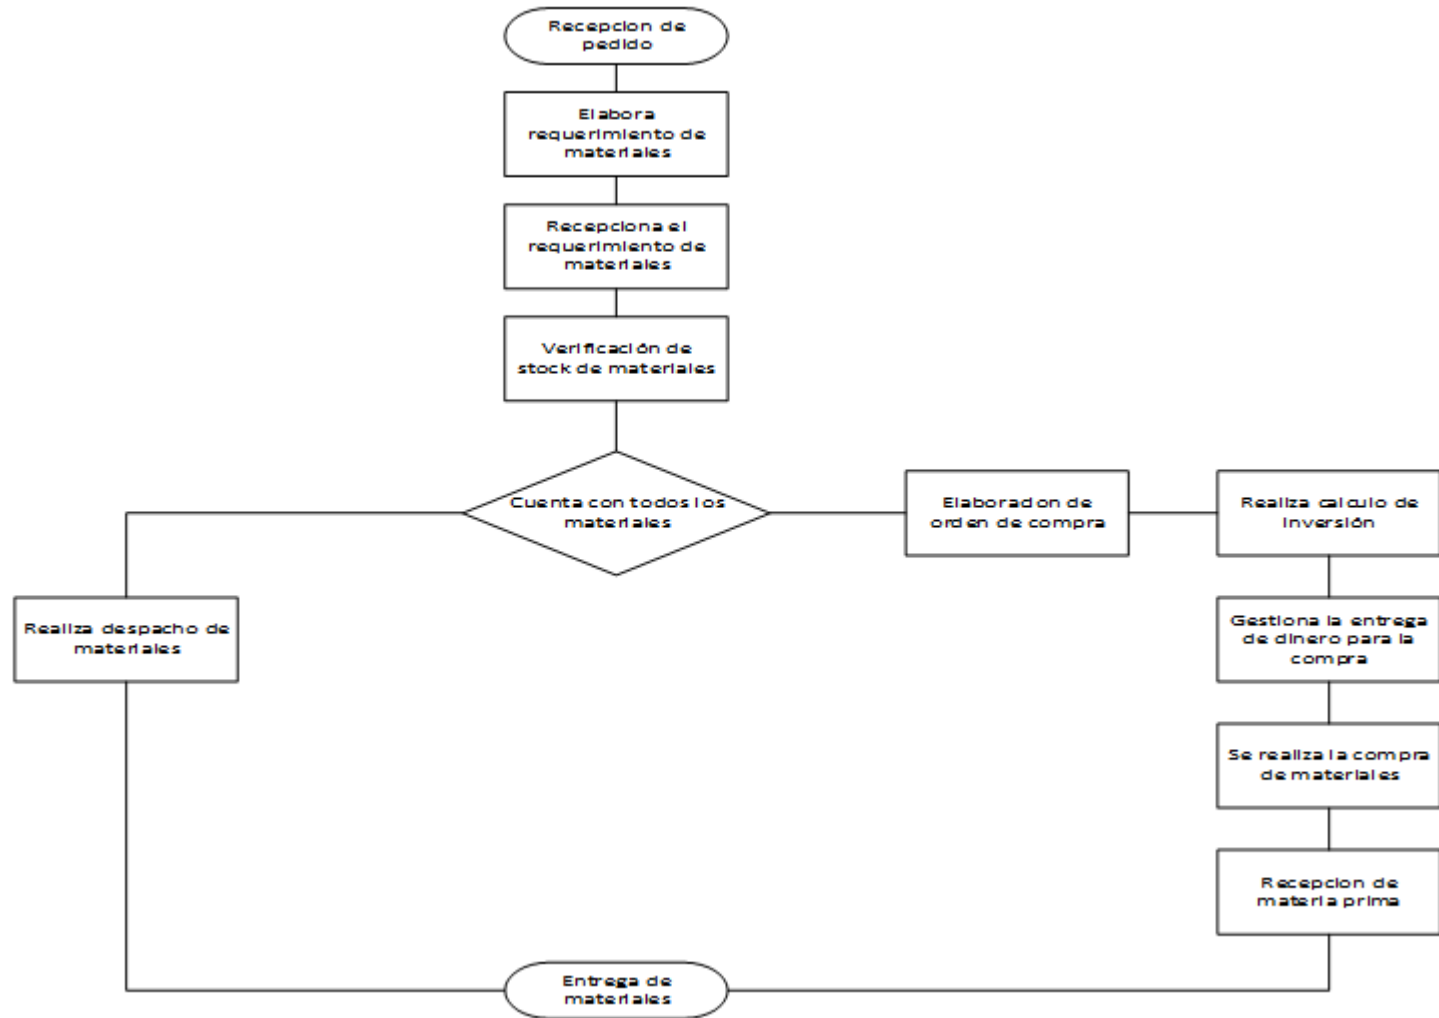 Recepcion de
pedido
Elabora
requerimiento de
materiales
Recepciona el
requerimiento de
materiales
Verificación de
stock de materiales
Cuenta con todos los
materiales
Elaboracion de
orden de compra
Realiza calculo de
inversión
Realiza despacho de
materiales
Gestiona la entrega
de dinero para la
compra
Se realiza la compra
de materiales
Recepcion de
materia prima
Entrega de
materiales